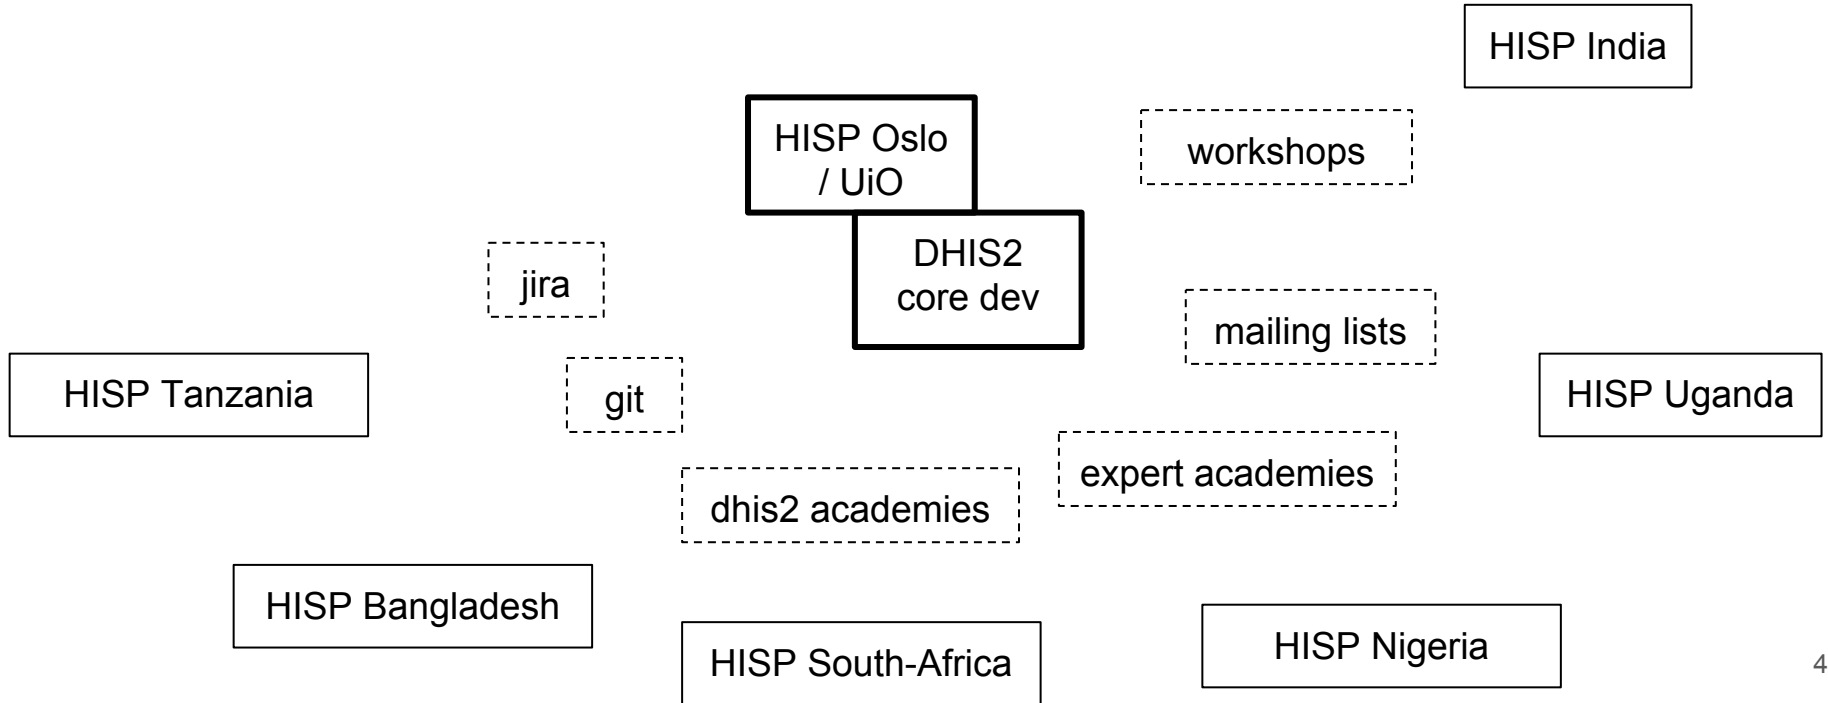 HISP India
HISP Oslo
/ UiO
workshops
DHIS2
core dev
jira
mailing lists
HISP Tanzania
git
HISP Uganda
expert academies
dhis2 academies
HISP Bangladesh
HISP South-Africa
HISP Nigeria
4